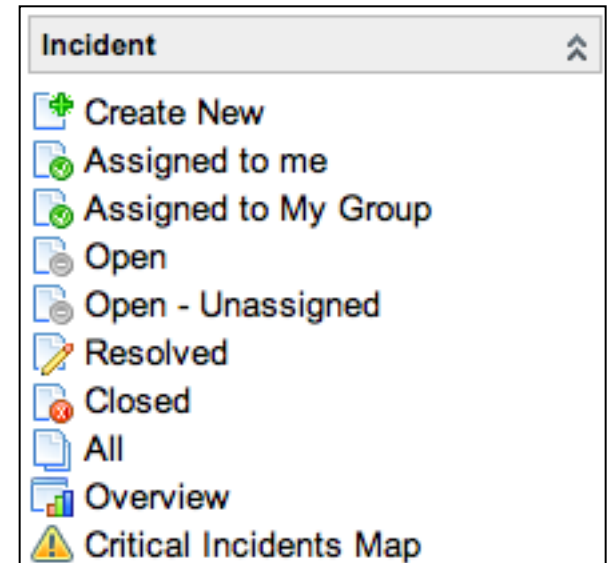 Incident
Create New
Assigned to me
Assigned to My Group
Open
Open - Unassigned
Resolved
Closed
All
Overview
Critical Incidents Map